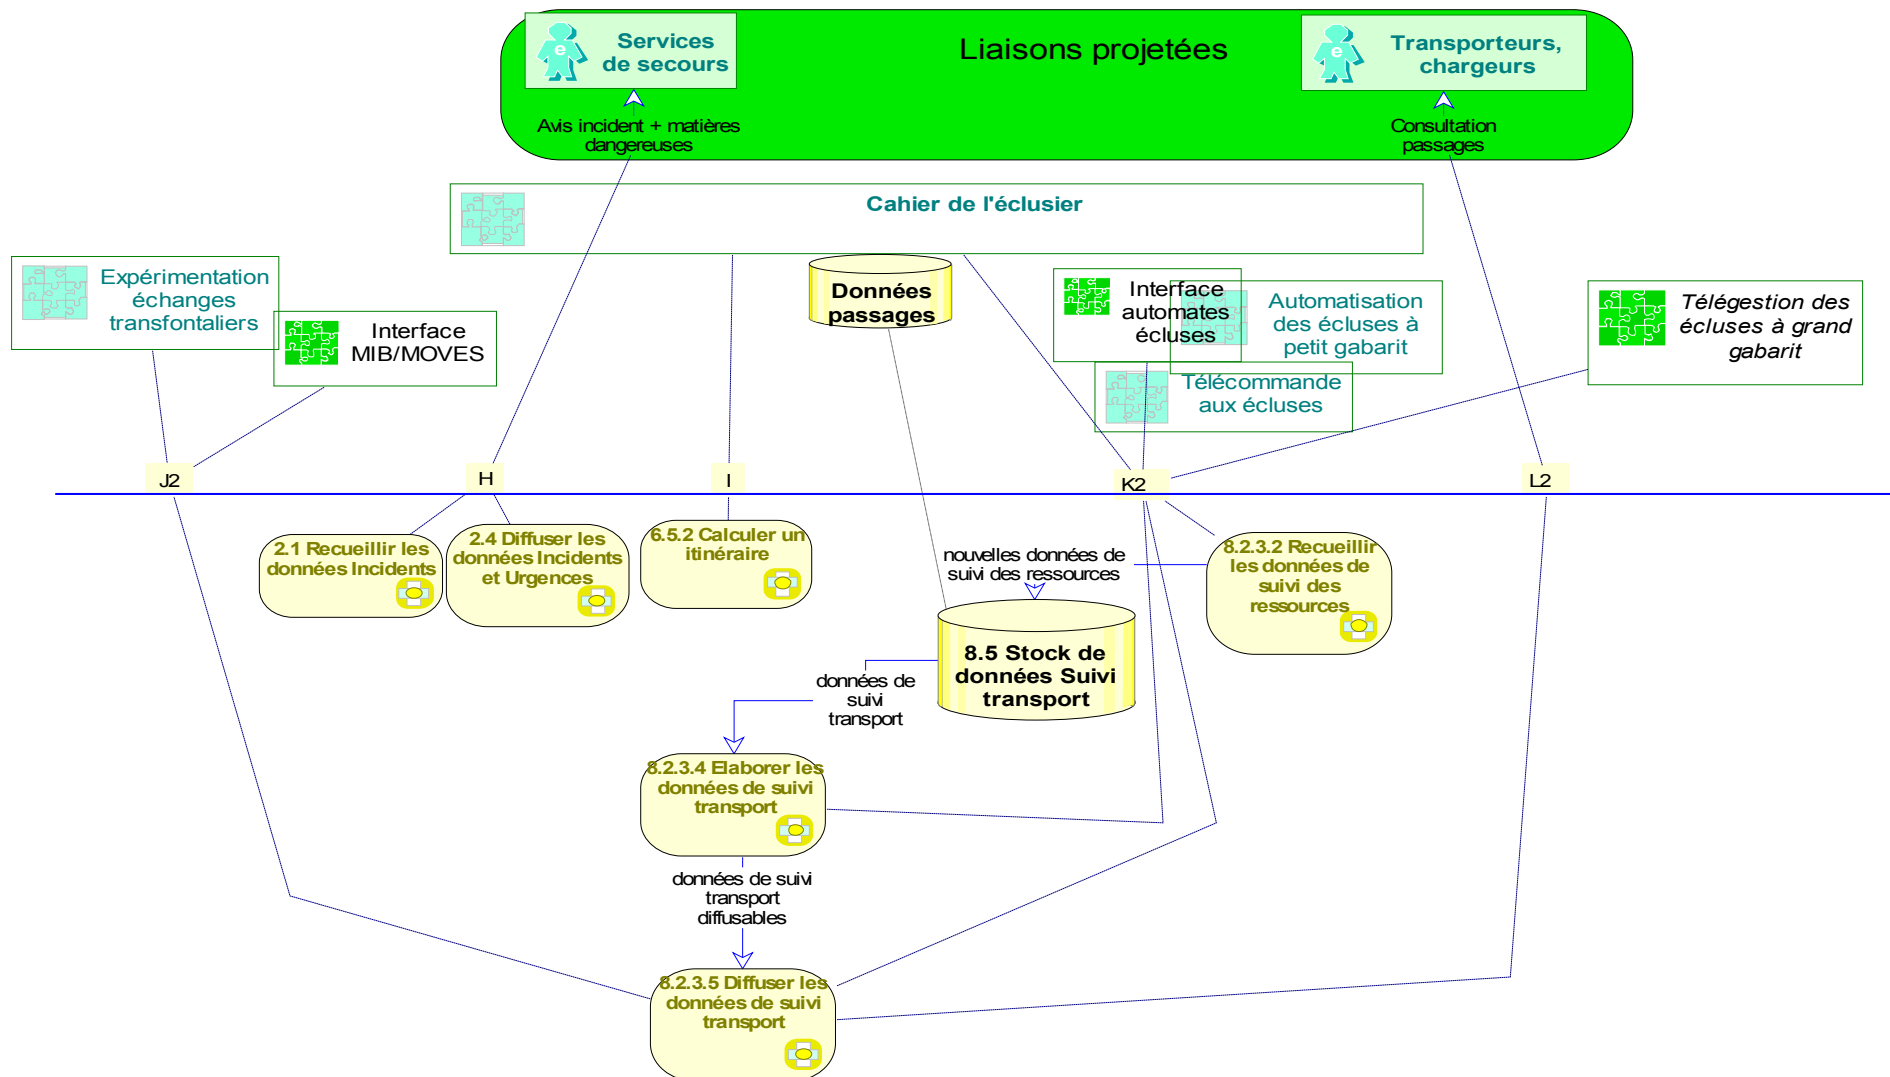 Liaisons projetées
Services
de secours
e
Transporteurs,
chargeurs
e
Avis incident + matières
dangereuses
Consultation
passages
Cahier de l'éclusier
Expérimentation
échanges
transfontaliers
Interface
MIB/MOVES
Données
passages
Interface
automates
écluses
Automatisation
des écluses à
petit gabarit
Télécommande
aux écluses
Télégestion des
écluses à grand
gabarit
J2
H
I
K2
L2
2.1 Recueillir les
données Incidents
2.4 Diffuser les
données Incidents
et Urgences
6.5.2 Calculer un
itinéraire
nouvelles données de
suivi des ressources
8.2.3.2 Recueillir
les données de
suivi des
ressources
8.5 Stock de
données Suivi
transport
données de
suivi
transport
8.2.3.4 Elaborer les
données de suivi
transport
données de suivi
transport
diffusables
8.2.3.5 Diffuser les
données de suivi
transport